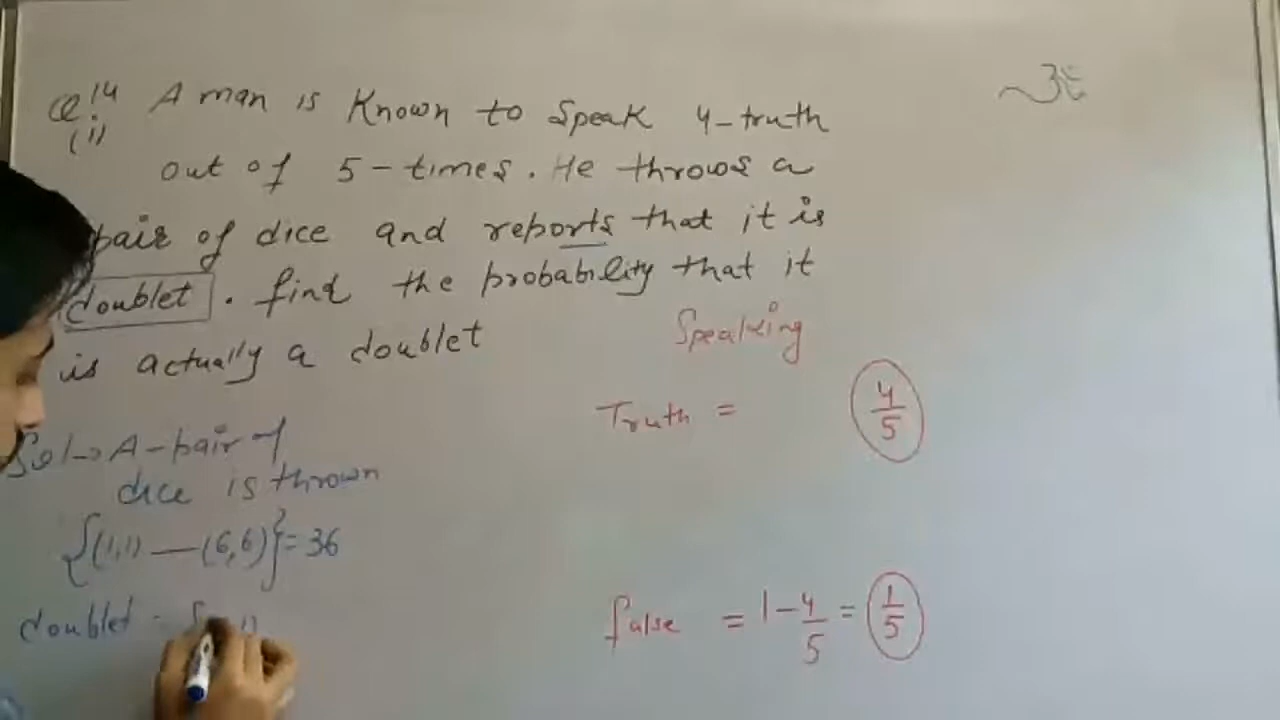 Q 14 A man is Known to Speak 4-truth
(i) out of 5-times. He throws a
pair of dice and reports that it is
doublet. find the probability that it
is actually a doublet
Speaking
Truth = 4/5
Sol→ A-pair of
dice is thrown
{(1,1) — (6,6)} = 36
doublet
false = 1-4/5 = 1/5